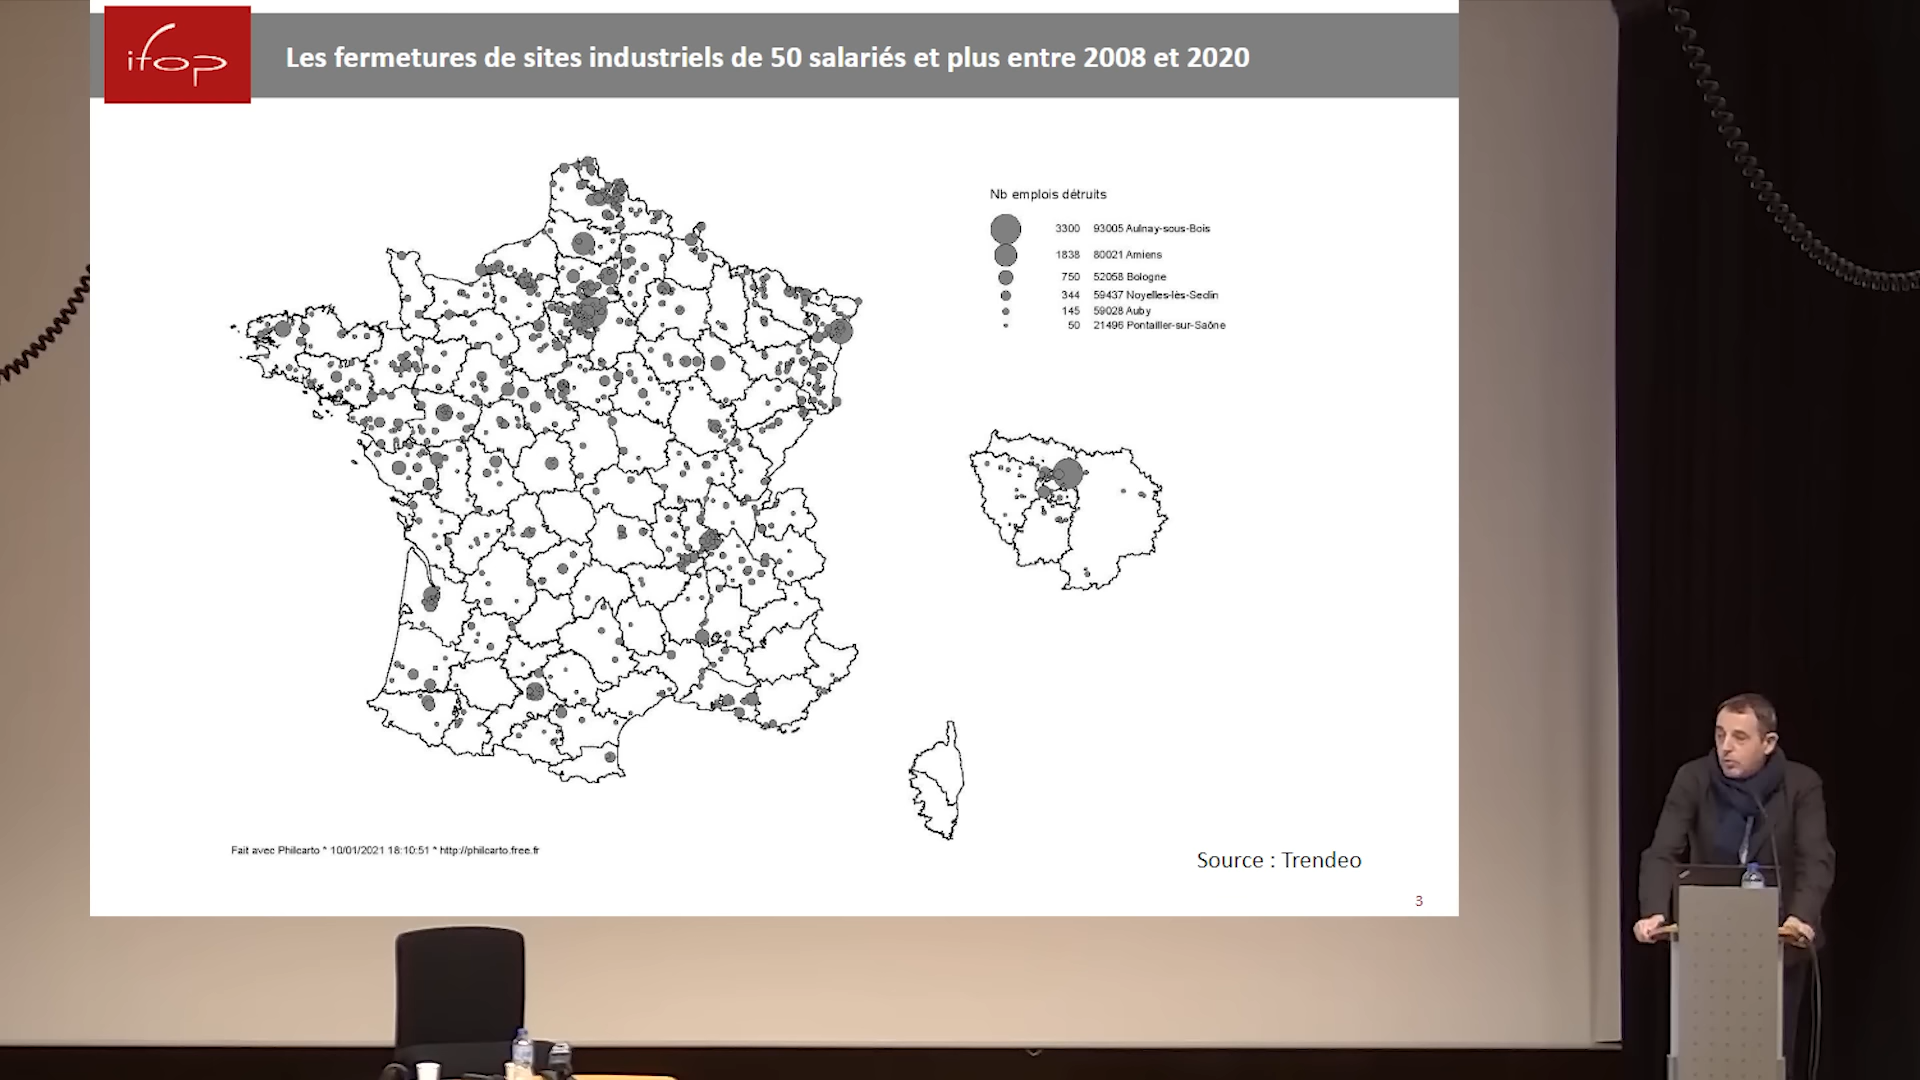 ifop
Les fermetures de sites industriels de 50 salariés et plus entre 2008 et 2020
Nb emplois détruits
3300 93005 Aulnay-sous-Bois
1838 80021 Amiens
750 52058 Bologne
344 59437 Noyelles-lès-Seclin
145 59028 Auby
50 21496 Pontailler-sur-Saône
Fait avec Philcarto * 10/01/2021 18:10:51 * http://philcarto.free.fr
Source : Trendeo
3